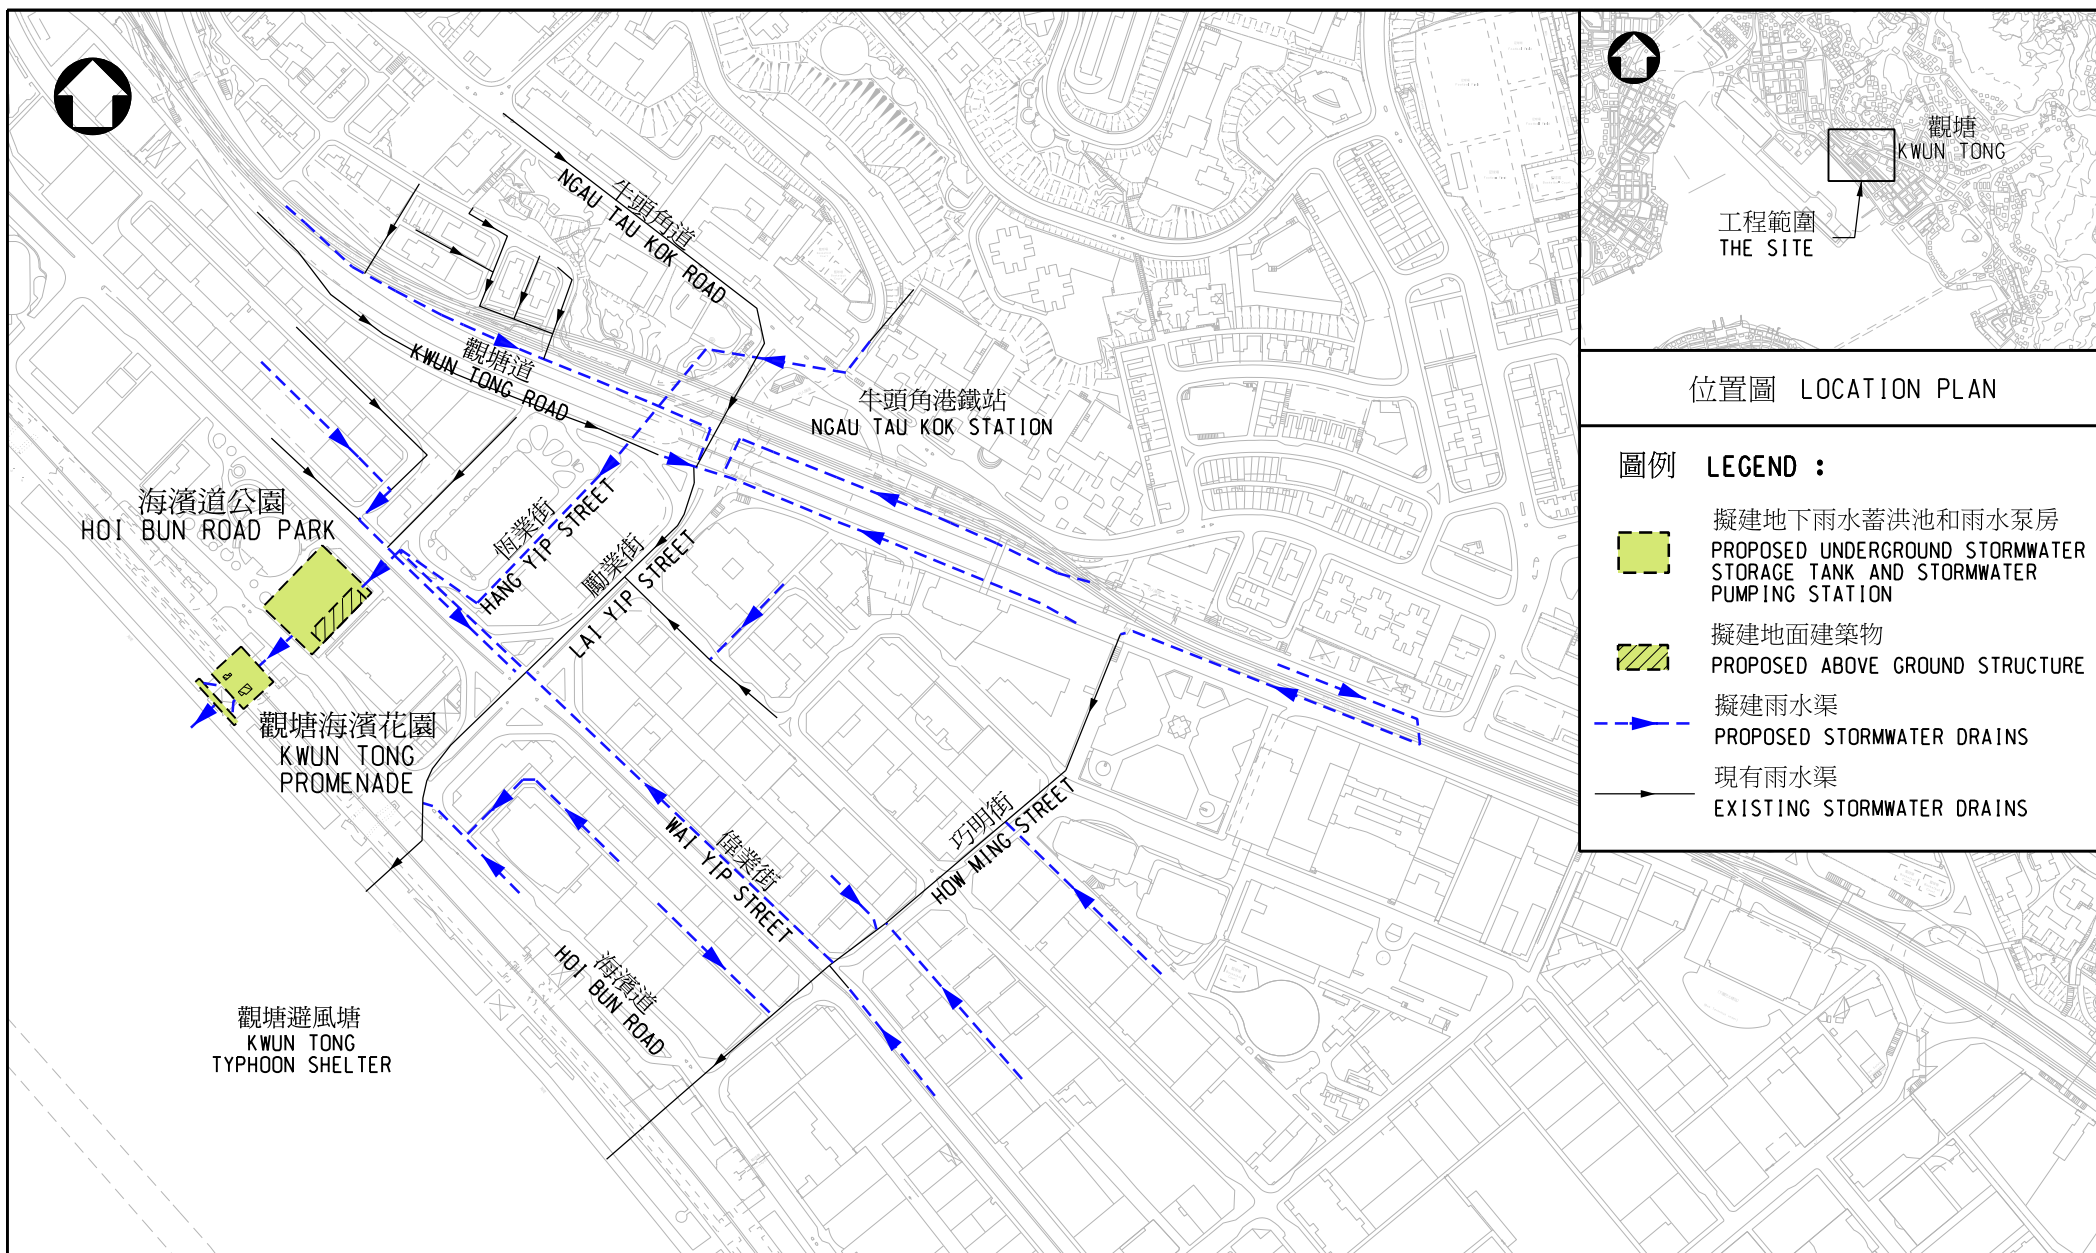 牛頭角道
NGAU TAU KOK ROAD
觀塘道
KWUN TONG ROAD
牛頭角港鐵站
NGAU TAU KOK STATION
海濱道公園
HOI BUN ROAD PARK
恆業街
HANG YIP STREET
勵業街
LAI YIP STREET
觀塘海濱花園
KWUN TONG
PROMENADE
偉業街
WAI YIP STREET
巧明街
HOW MING STREET
海濱道
HOI BUN ROAD
觀塘避風塘
KWUN TONG
TYPHOON SHELTER
觀塘
KWUN TONG
工程範圍
THE SITE
位置圖 LOCATION PLAN
圖例 LEGEND :
擬建地下雨水蓄洪池和雨水泵房
PROPOSED UNDERGROUND STORMWATER
STORAGE TANK AND STORMWATER
PUMPING STATION
擬建地面建築物
PROPOSED ABOVE GROUND STRUCTURE
擬建雨水渠
PROPOSED STORMWATER DRAINS
現有雨水渠
EXISTING STORMWATER DRAINS